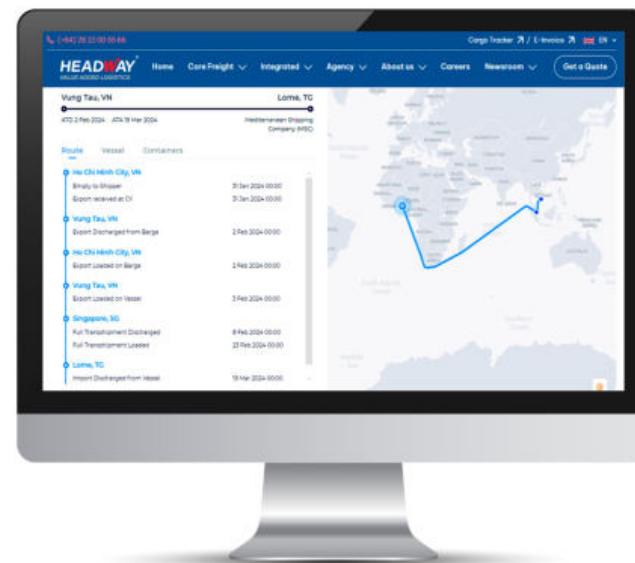 (+84) 28 22 00 55 66
Cargo Tracker / E-Invoice EN
HEADWAY
VALUE ADDED LOGISTICS
Home Core Freight Integrated Agency About us Careers Newsroom Get a Quote
Vung Tau, VN Lome, TG
ATD 2 Feb 2024 ATA 19 Mar 2024 Mediterranean Shipping
Company (MSC)
Route Vessel Containers
Ho Chi Minh City, VN
Empty to Shipper 31 Jan 2024 00:00
Export received at CY 31 Jan 2024 00:00
Vung Tau, VN
Export Discharged from Barge 2 Feb 2024 00:00
Ho Chi Minh City, VN
Export Loaded on Barge 2 Feb 2024 00:00
Vung Tau, VN
Export Loaded on Vessel 3 Feb 2024 00:00
Singapore, SG
Full Transhipment Discharged 8 Feb 2024 00:00
Full Transhipment Loaded 23 Feb 2024 00:00
Lome, TG
Import Discharged from Vessel 19 Mar 2024 00:00